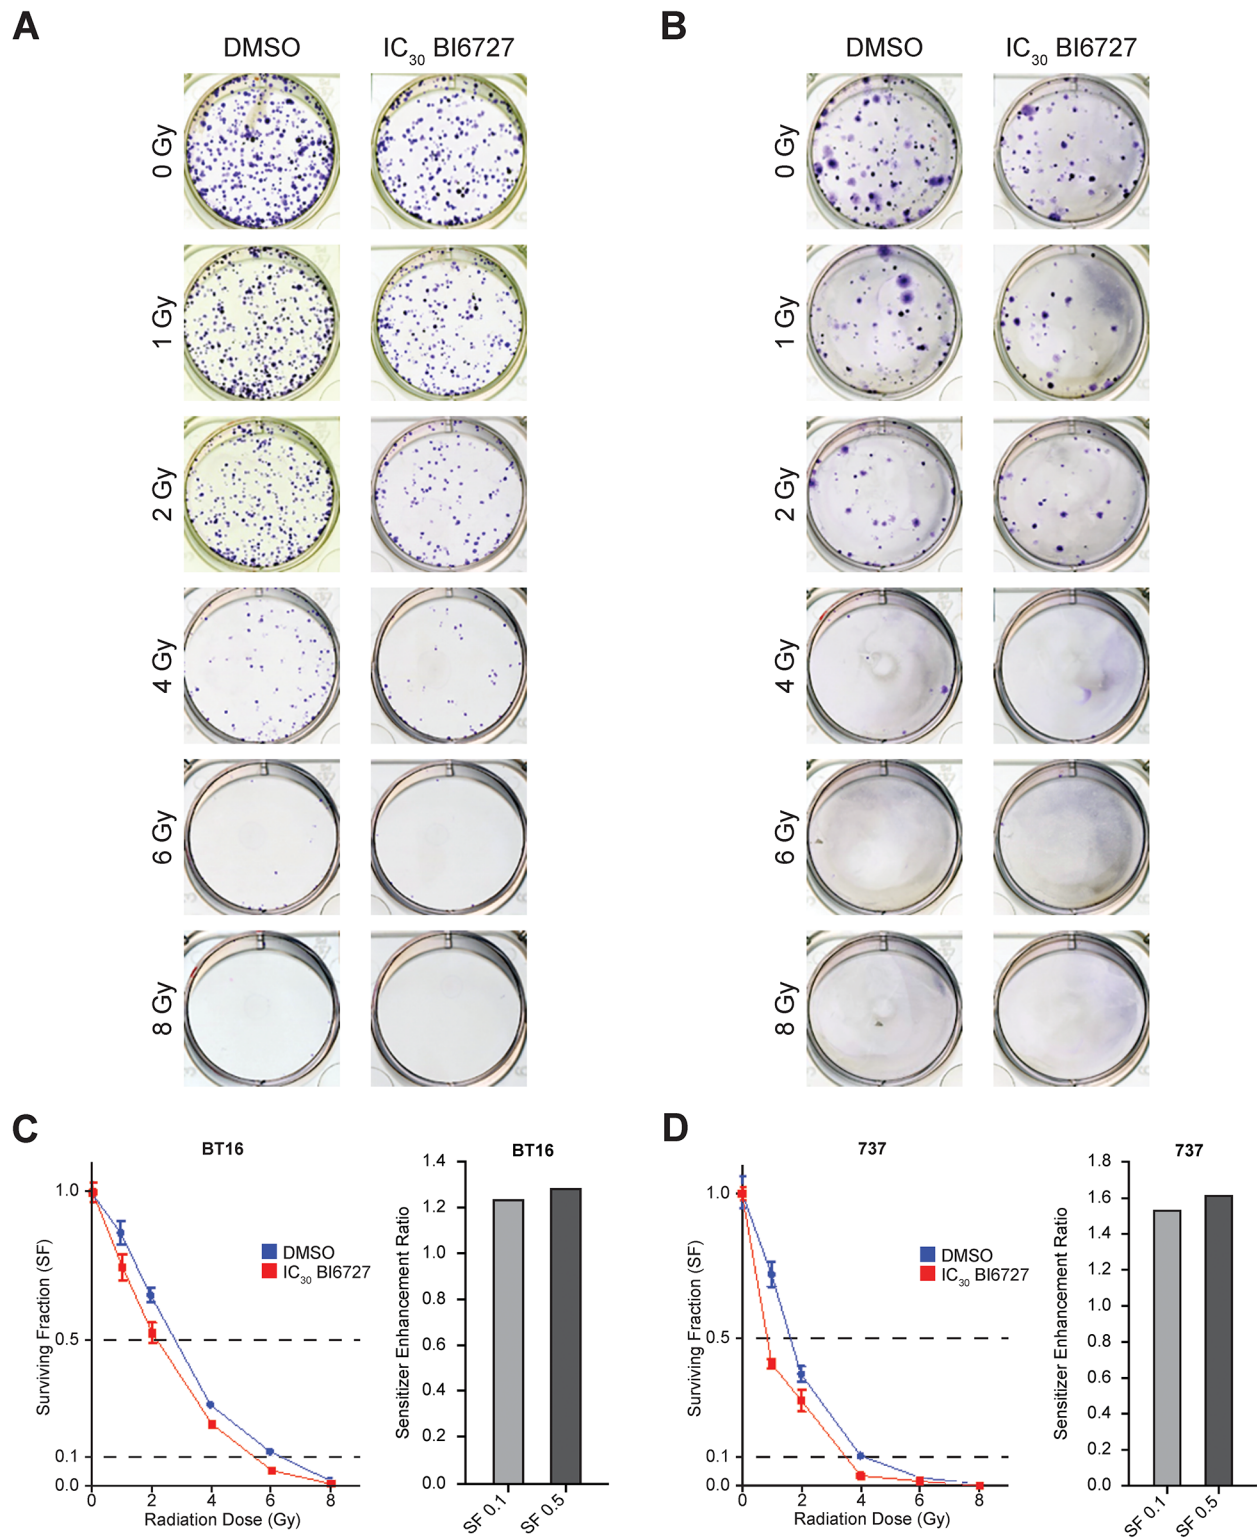 A
DMSO
IC30 BI6727
0 Gy
1 Gy
2 Gy
4 Gy
6 Gy
8 Gy
B
DMSO
IC30 BI6727
0 Gy
1 Gy
2 Gy
4 Gy
6 Gy
8 Gy
C
BT16
Surviving Fraction (SF)
1.0
0.5
0.1
0.0
0
2
4
6
8
Radiation Dose (Gy)
DMSO
IC30 BI6727
BT16
Sensitizer Enhancement Ratio
1.4
1.2
1.0
0.8
0.6
0.4
0.2
0.0
SF 0.1
SF 0.5
D
737
Surviving Fraction (SF)
1.0
0.5
0.1
0.0
0
2
4
6
8
Radiation Dose (Gy)
DMSO
IC30 BI6727
737
Sensitizer Enhancement Ratio
1.8
1.6
1.4
1.2
1.0
0.8
0.6
0.4
0.2
0.0
SF 0.1
SF 0.5